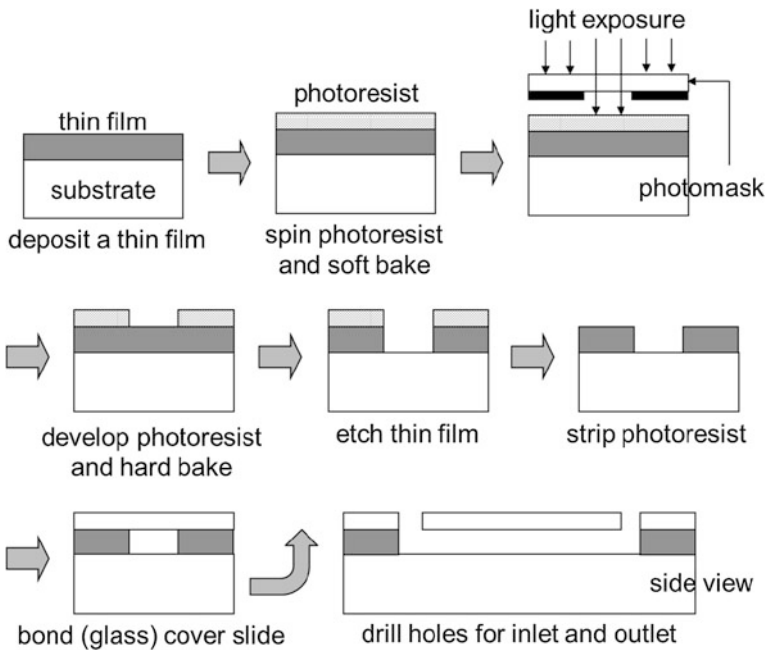 light exposure
photoresist
thin film
substrate
photomask
deposit a thin film
spin photoresist
and soft bake
develop photoresist
and hard bake
etch thin film
strip photoresist
side view
bond (glass) cover slide
drill holes for inlet and outlet